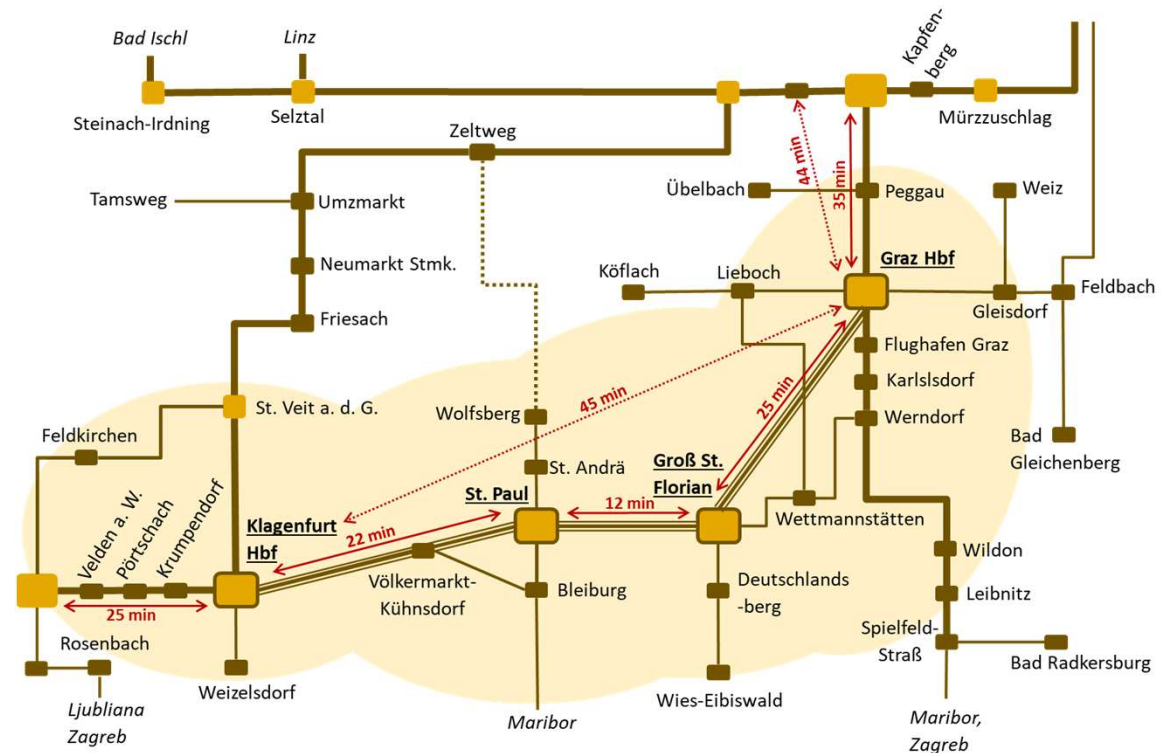 Bad Ischl
Linz
Kapfen-
berg
Steinach-Irdning
Selztal
Mürzzuschlag
Zeltweg
44 min
35 min
Übelbach
Peggau
Weiz
Tamsweg
Umzmarkt
Neumarkt Stmk.
Graz Hbf
Köflach
Lieboch
Feldbach
Gleisdorf
Friesach
Flughafen Graz
Karlslsdorf
45 min
25 min
St. Veit a. d. G.
Wolfsberg
Werndorf
Feldkirchen
Bad
Gleichenberg
St. Andrä
Groß St.
Florian
St. Paul
12 min
Wettmannstätten
Velden a. W.
Pörtschach
Krumpendorf
Klagenfurt
Hbf
22 min
Wildon
Völkermarkt-
Kühnsdorf
Bleiburg
Deutschlands
-berg
Leibnitz
25 min
Spielfeld-
Straß
Rosenbach
Weizelsdorf
Bad Radkersburg
Wies-Eibiswald
Ljubliana
Zagreb
Maribor
Maribor,
Zagreb